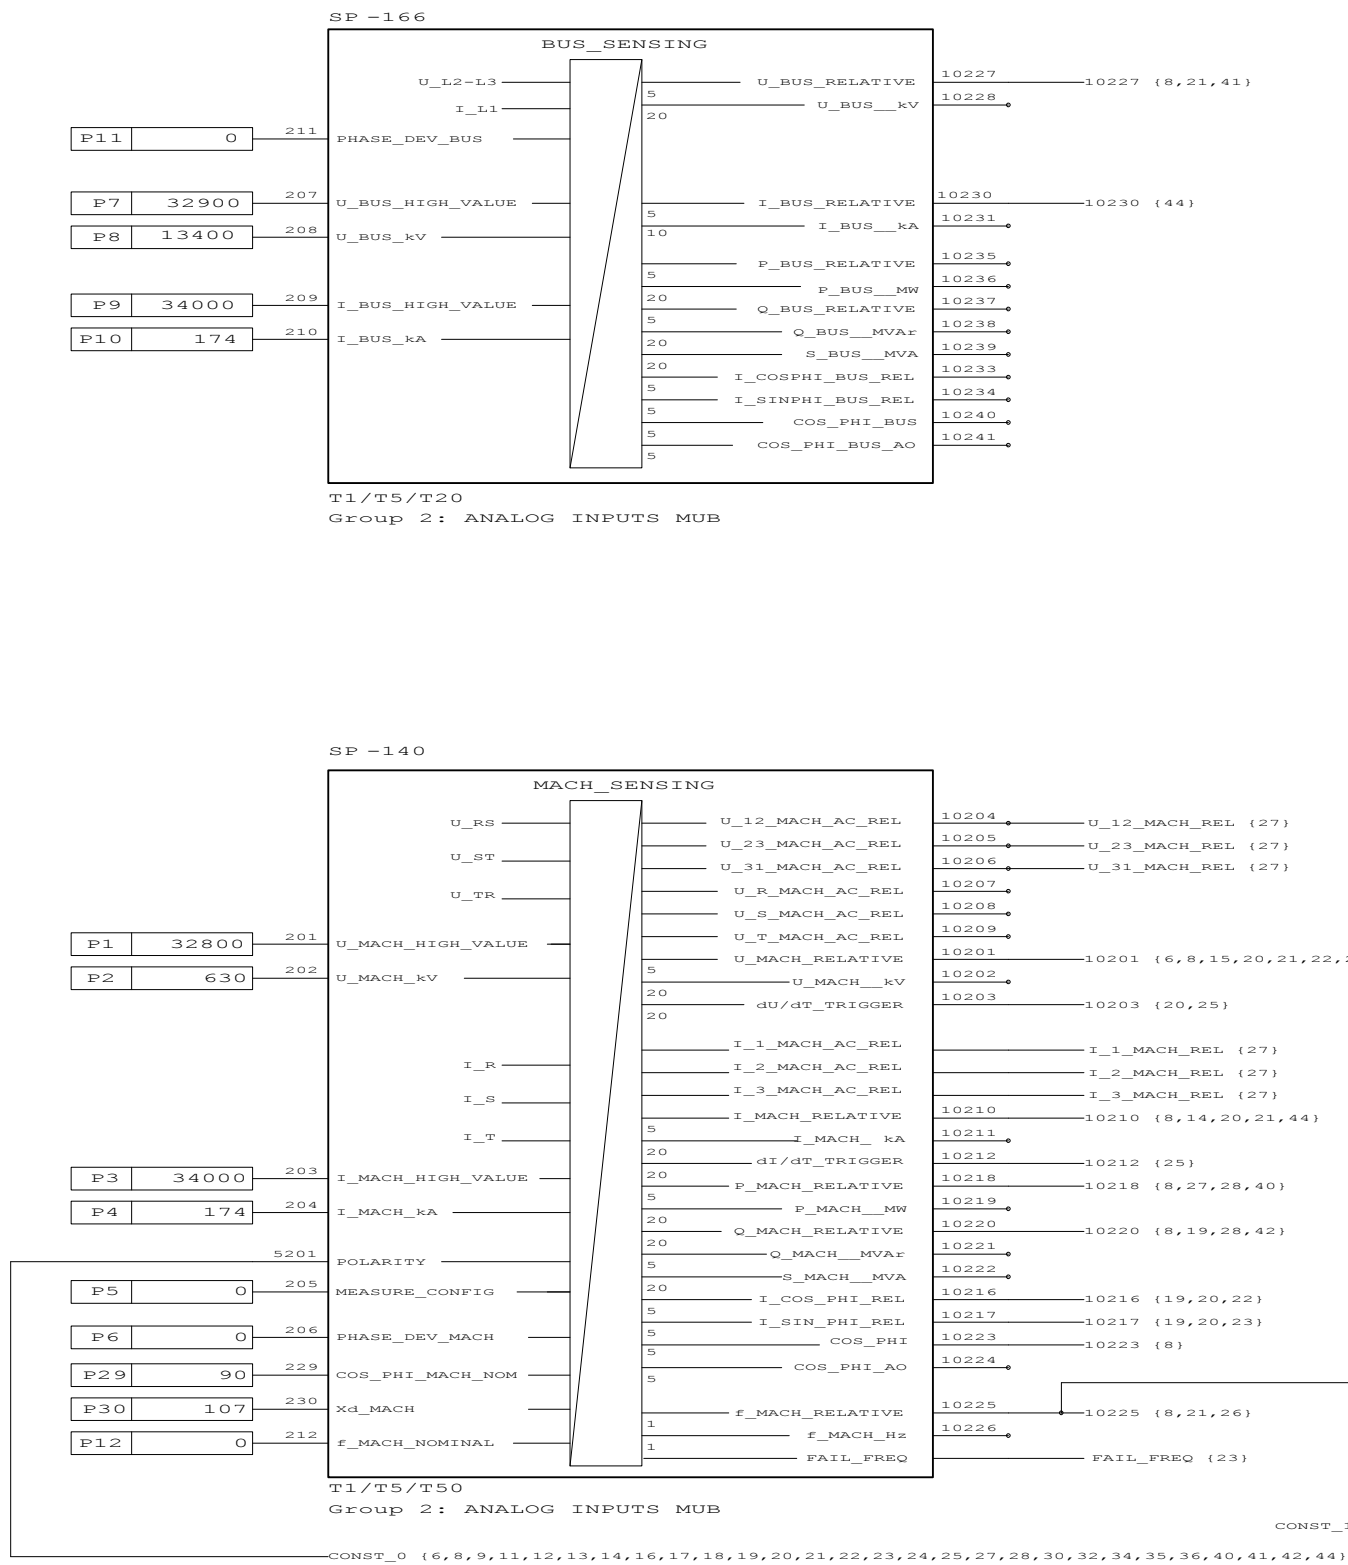 SP-166
BUS_SENSING
U_L2-L3 U_BUS_RELATIVE 10227 10227 {8,21,41}
5
I_L1 U_BUS__kV 10228
20
P11 0 211 PHASE_DEV_BUS
P7 32900 207 U_BUS_HIGH_VALUE I_BUS_RELATIVE 10230 10230 {44}
5
P8 13400 208 U_BUS_kV I_BUS__kA 10231
10
P_BUS_RELATIVE 10235
5
P_BUS__MW 10236
20
P9 34000 209 I_BUS_HIGH_VALUE Q_BUS_RELATIVE 10237
5
P10 174 210 I_BUS_kA Q_BUS__MVAr 10238
20
S_BUS__MVA 10239
20
I_COSPHI_BUS_REL 10233
5
I_SINPHI_BUS_REL 10234
5
COS_PHI_BUS 10240
5
COS_PHI_BUS_AO 10241
5
T1/T5/T20
Group 2: ANALOG INPUTS MUB
SP-140
MACH_SENSING
U_RS U_12_MACH_AC_REL 10204 U_12_MACH_REL {27}
U_23_MACH_AC_REL 10205 U_23_MACH_REL {27}
U_ST U_31_MACH_AC_REL 10206 U_31_MACH_REL {27}
U_TR U_R_MACH_AC_REL 10207
U_S_MACH_AC_REL 10208
P1 32800 201 U_MACH_HIGH_VALUE U_T_MACH_AC_REL 10209
U_MACH_RELATIVE 10201 10201 {6,8,15,20,21,22,
5
P2 630 202 U_MACH_kV U_MACH__kV 10202
20
dU/dT_TRIGGER 10203 10203 {20,25}
20
I_1_MACH_AC_REL I_1_MACH_REL {27}
I_R I_2_MACH_AC_REL I_2_MACH_REL {27}
I_S I_3_MACH_AC_REL I_3_MACH_REL {27}
I_MACH_RELATIVE 10210 10210 {8,14,20,21,44}
5
I_T I_MACH_ kA 10211
20
dI/dT_TRIGGER 10212 10212 {25}
20
P3 34000 203 I_MACH_HIGH_VALUE P_MACH_RELATIVE 10218 10218 {8,27,28,40}
5
P4 174 204 I_MACH_kA P_MACH__MW 10219
20
Q_MACH_RELATIVE 10220 10220 {8,19,28,42}
20
5201 POLARITY Q_MACH__MVAr 10221
5
P5 0 205 MEASURE_CONFIG S_MACH__MVA 10222
20
I_COS_PHI_REL 10216 10216 {19,20,22}
5
I_SIN_PHI_REL 10217 10217 {19,20,23}
5
P6 0 206 PHASE_DEV_MACH COS_PHI 10223 10223 {8}
5
P29 90 229 COS_PHI_MACH_NOM COS_PHI_AO 10224
5
P30 107 230 Xd_MACH f_MACH_RELATIVE 10225 10225 {8,21,26}
1
P12 0 212 f_MACH_NOMINAL f_MACH_Hz 10226
1
FAIL_FREQ FAIL_FREQ {23}
T1/T5/T50
Group 2: ANALOG INPUTS MUB
CONST_
CONST_0 {6,8,9,11,12,13,14,16,17,18,19,20,21,22,23,24,25,27,28,30,32,34,35,36,40,41,42,44}